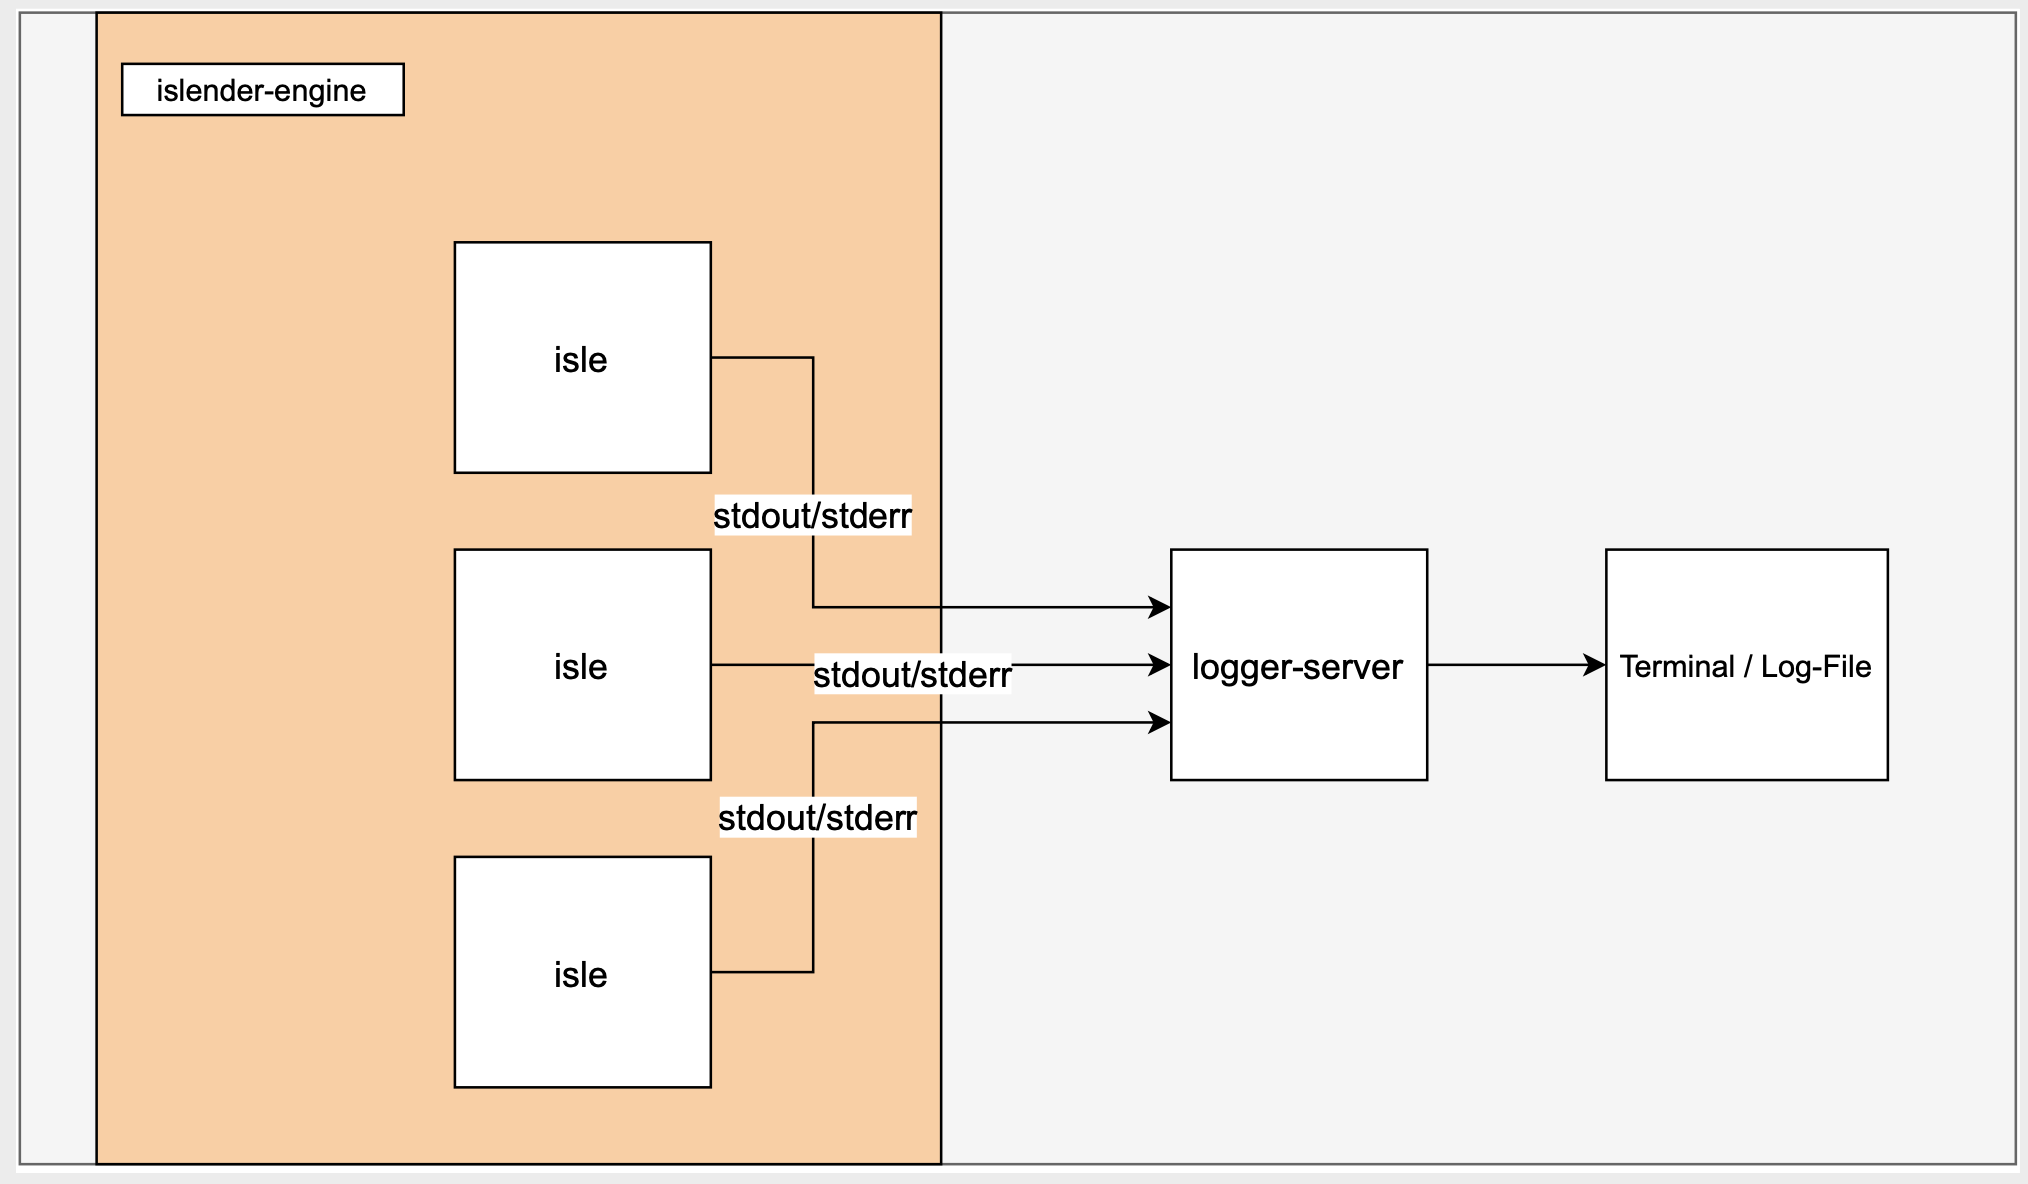 islender-engine
isle
stdout/stderr
isle
stdout/stderr
logger-server
Terminal / Log-File
stdout/stderr
isle